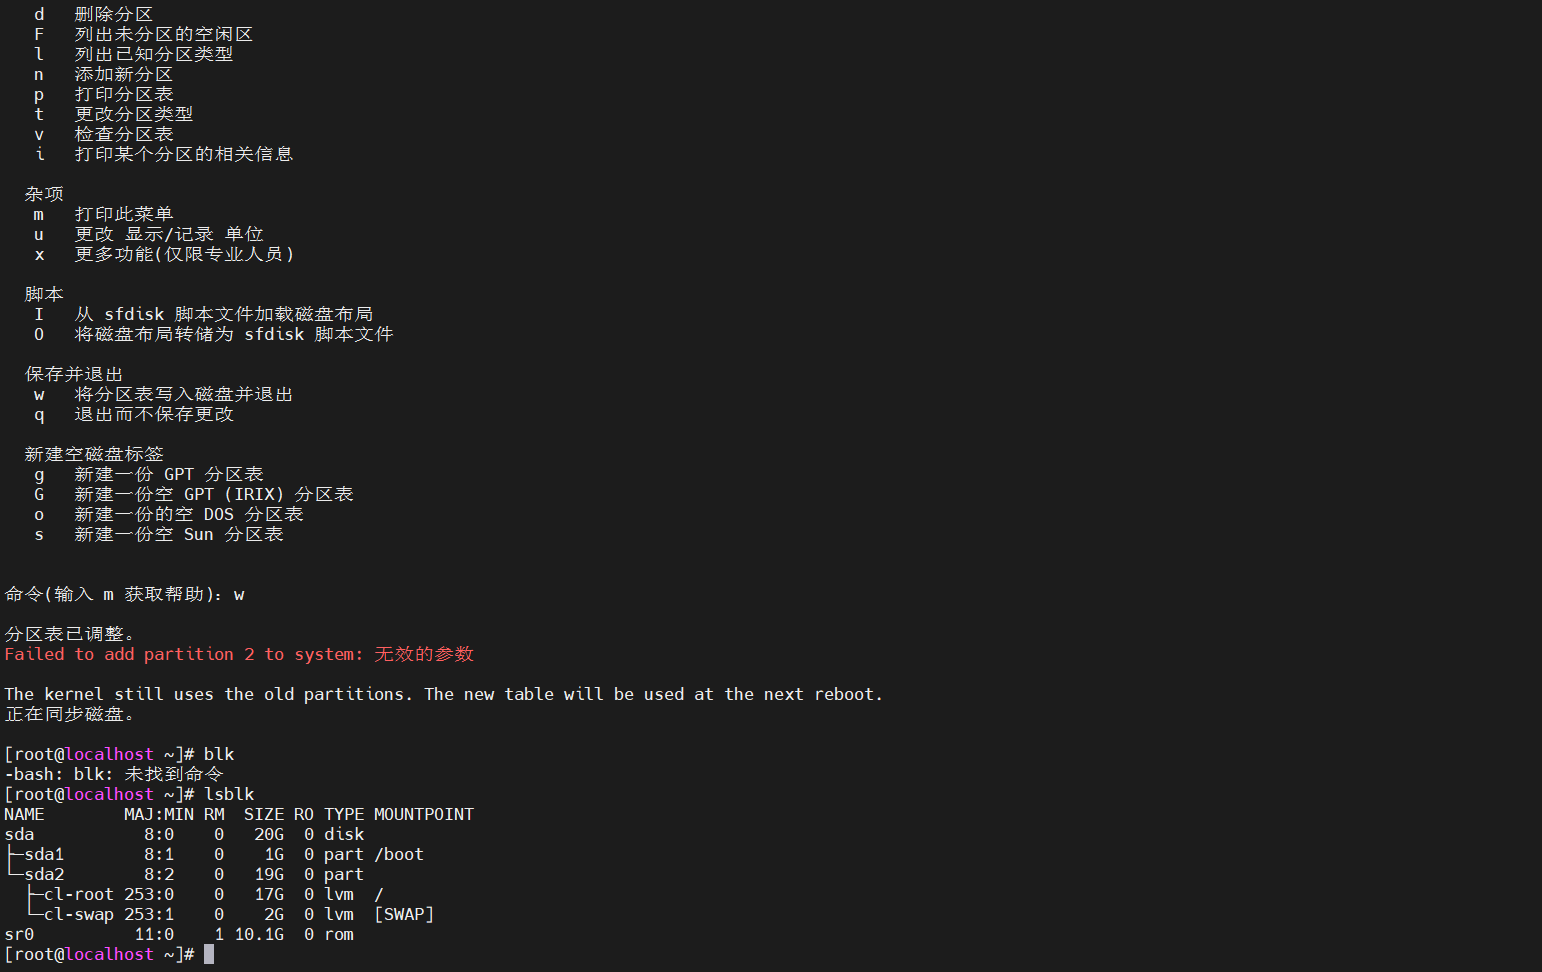 d   删除分区
F   列出未分区的空闲区
l   列出已知分区类型
n   添加新分区
p   打印分区表
t   更改分区类型
v   检查分区表
i   打印某个分区的相关信息
杂项
m   打印此菜单
u   更改 显示/记录 单位
x   更多功能(仅限专业人员)
脚本
I   从 sfdisk 脚本文件加载磁盘布局
O   将磁盘布局转储为 sfdisk 脚本文件
保存并退出
w   将分区表写入磁盘并退出
q   退出而不保存更改
新建空磁盘标签
g   新建一份 GPT 分区表
G   新建一份空 GPT (IRIX) 分区表
o   新建一份的空 DOS 分区表
s   新建一份空 Sun 分区表
命令(输入 m 获取帮助)：w
分区表已调整。
Failed to add partition 2 to system: 无效的参数
The kernel still uses the old partitions. The new table will be used at the next reboot.
正在同步磁盘。
[root@localhost ~]# blk
-bash: blk: 未找到命令
[root@localhost ~]# lsblk
NAME        MAJ:MIN RM  SIZE RO TYPE MOUNTPOINT
sda           8:0    0   20G  0 disk
├─sda1        8:1    0    1G  0 part /boot
└─sda2        8:2    0   19G  0 part
  ├─cl-root 253:0    0   17G  0 lvm  /
  └─cl-swap 253:1    0    2G  0 lvm  [SWAP]
sr0          11:0    1 10.1G  0 rom
[root@localhost ~]#